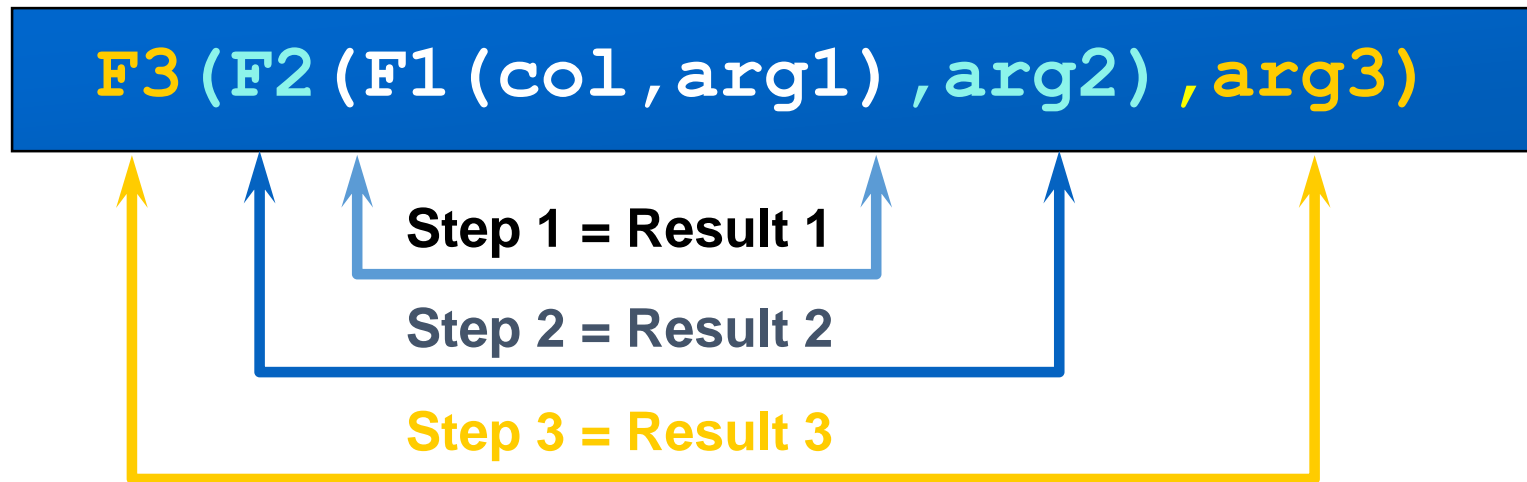 F3(F2(F1(col,arg1),arg2),arg3)
Step 1 = Result 1
Step 2 = Result 2
Step 3 = Result 3